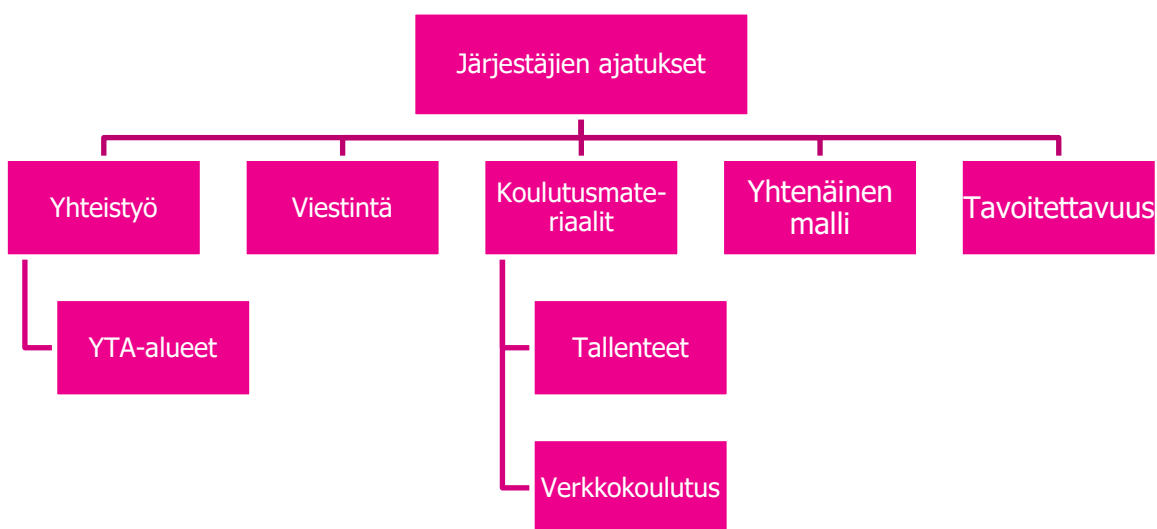 Järjestäjien ajatukset
Yhteistyö
Viestintä
Koulutusmate-
riaalit
Yhtenäinen
malli
Tavoitettavuus
YTA-alueet
Tallenteet
Verkkokoulutus